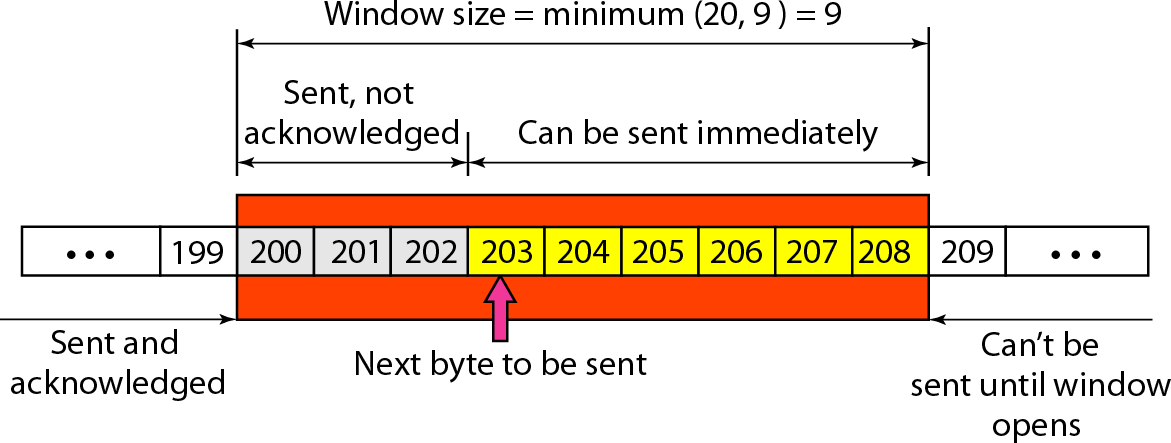 Window size = minimum (20, 9 ) = 9
Sent, not
acknowledged
Can be sent immediately
••• 199 200 201 202 203 204 205 206 207 208 209 •••
Sent and
acknowledged
Next byte to be sent
Can’t be
sent until window
opens